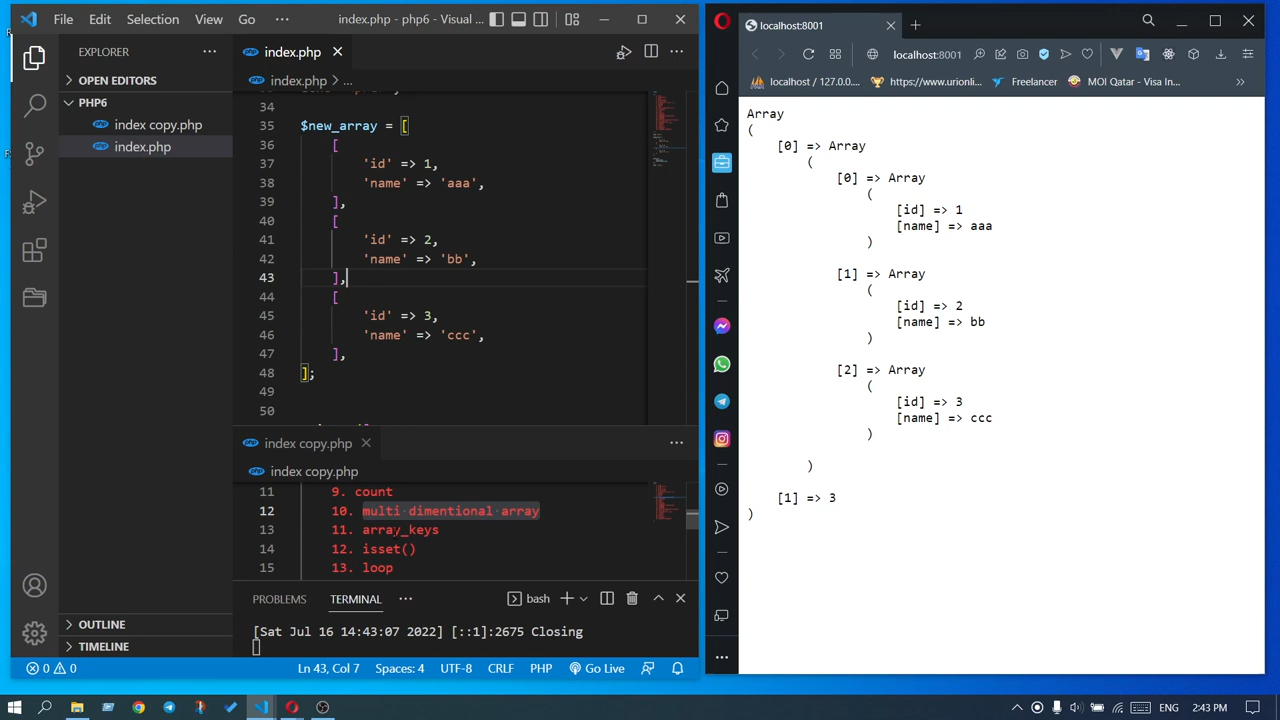 File Edit Selection View Go ··· index.php - php6 - Visual ...
EXPLORER ···
OPEN EDITORS
PHP6
index copy.php
index.php
OUTLINE
TIMELINE
index.php
index.php > ...
34
35 $new_array = [
36 [
37 'id' => 1,
38 'name' => 'aaa',
39 ],
40 [
41 'id' => 2,
42 'name' => 'bb',
43 ],
44 [
45 'id' => 3,
46 'name' => 'ccc',
47 ],
48 ];
49
50
index copy.php
index copy.php
11 9. count
12 10. multi dimentional array
13 11. array_keys
14 12. isset()
15 13. loop
PROBLEMS TERMINAL ··· bash
[Sat Jul 16 14:43:07 2022] [::1]:2675 Closing
0 0 Ln 43, Col 7 Spaces: 4 UTF-8 CRLF PHP Go Live
localhost:8001
localhost:8001
localhost / 127.0.0.... https://www.urionli... Freelancer MOI Qatar - Visa In...
Array
(
[0] => Array
(
[0] => Array
(
[id] => 1
[name] => aaa
)
[1] => Array
(
[id] => 2
[name] => bb
)
[2] => Array
(
[id] => 3
[name] => ccc
)
)
[1] => 3
)
ENG 2:43 PM